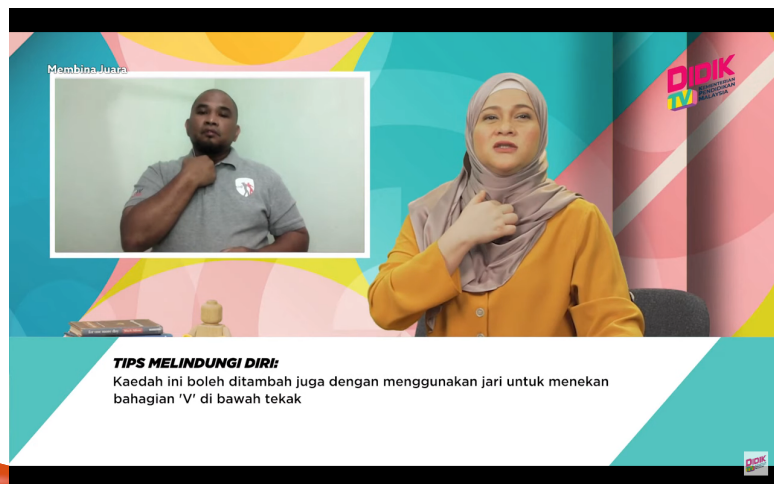 Membina Juara
DIDIK
TV
KEMENTERIAN
PENDIDIKAN
MALAYSIA
TIPS MELINDUNGI DIRI:
Kaedah ini boleh ditambah juga dengan menggunakan jari untuk menekan
bahagian 'V' di bawah tekak
DIDIK